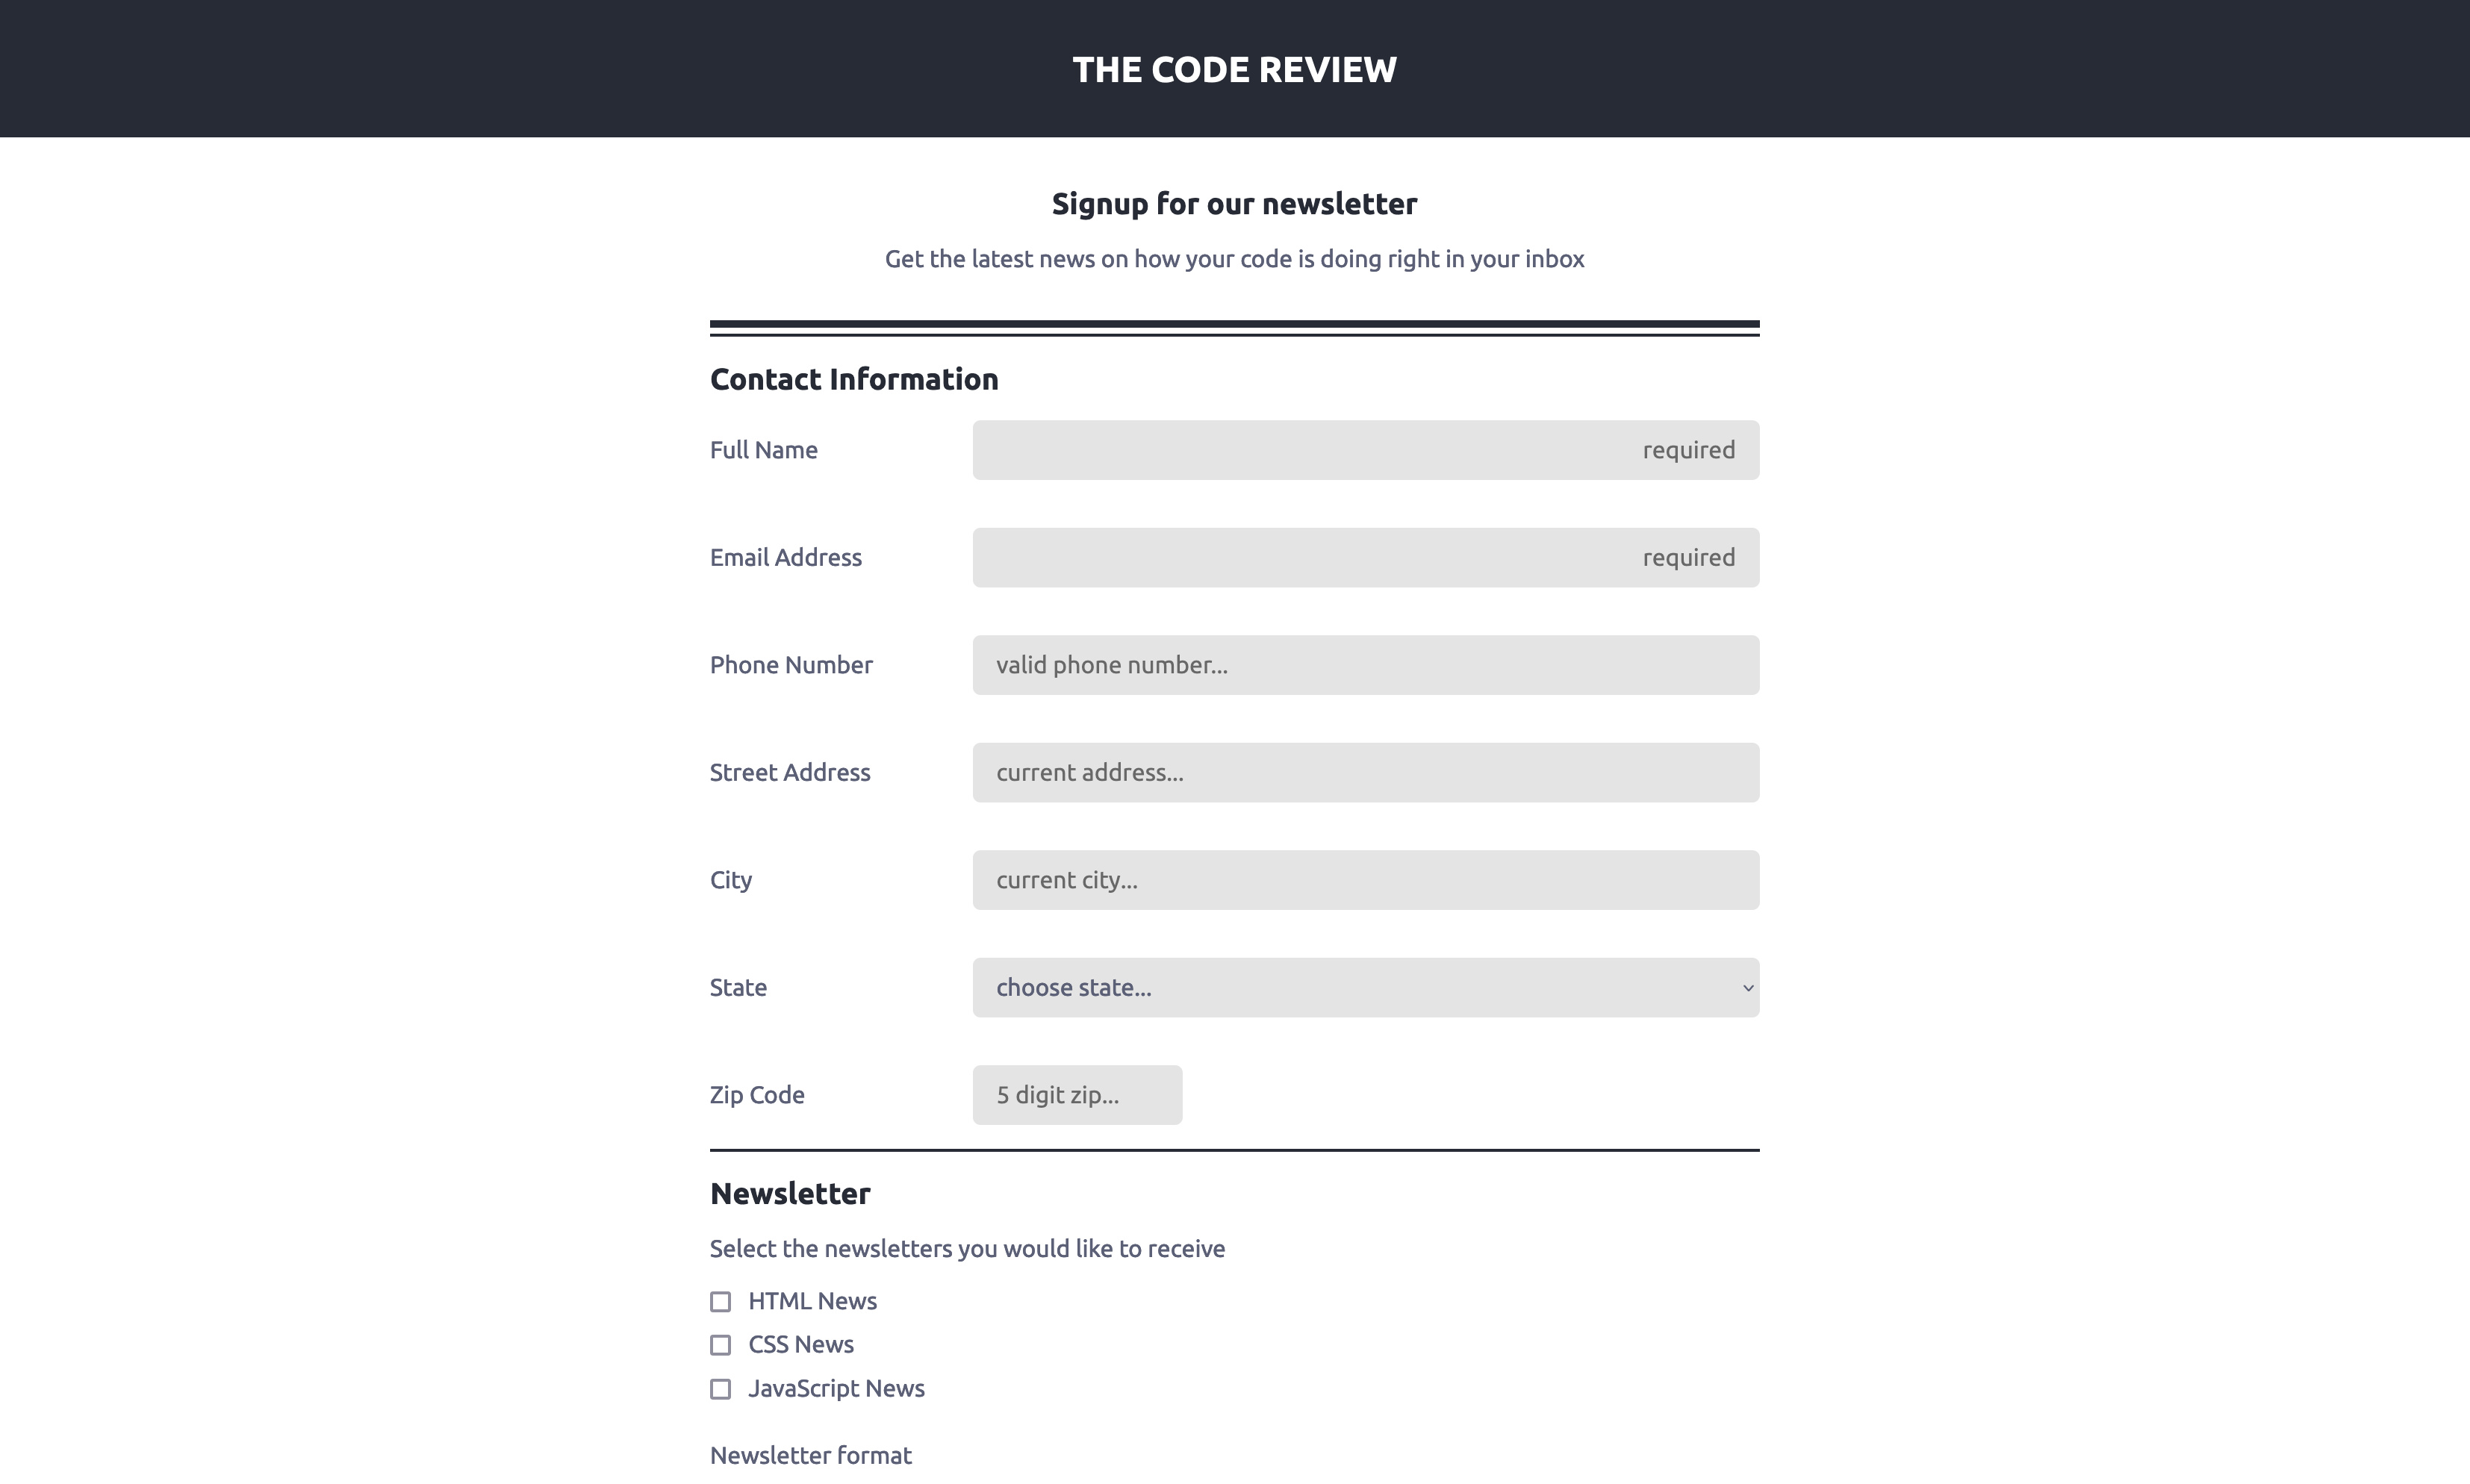 THE CODE REVIEW
Signup for our newsletter
Get the latest news on how your code is doing right in your inbox
Contact Information
Full Name required
Email Address required
Phone Number valid phone number...
Street Address current address...
City current city...
State choose state...
Zip Code 5 digit zip...
Newsletter
Select the newsletters you would like to receive
HTML News
CSS News
JavaScript News
Newsletter format